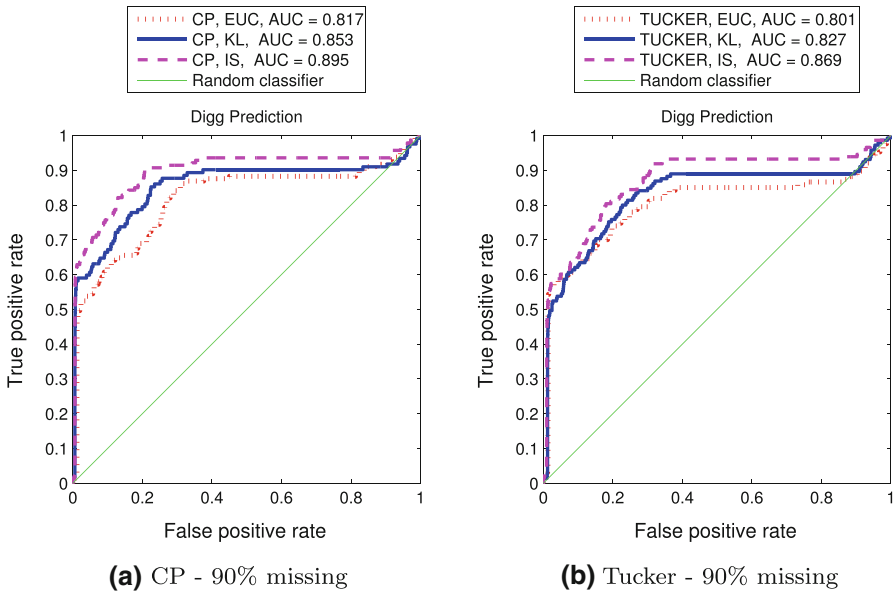 CP, EUC, AUC = 0.817
CP, KL, AUC = 0.853
CP, IS, AUC = 0.895
Random classifier
Digg Prediction
1
0.9
0.8
0.7
0.6
0.5
0.4
0.3
0.2
0.1
0
True positive rate
0 0.2 0.4 0.6 0.8 1
False positive rate
(a) CP - 90% missing
TUCKER, EUC, AUC = 0.801
TUCKER, KL, AUC = 0.827
TUCKER, IS, AUC = 0.869
Random classifier
Digg Prediction
1
0.9
0.8
0.7
0.6
0.5
0.4
0.3
0.2
0.1
0
True positive rate
0 0.2 0.4 0.6 0.8 1
False positive rate
(b) Tucker - 90% missing